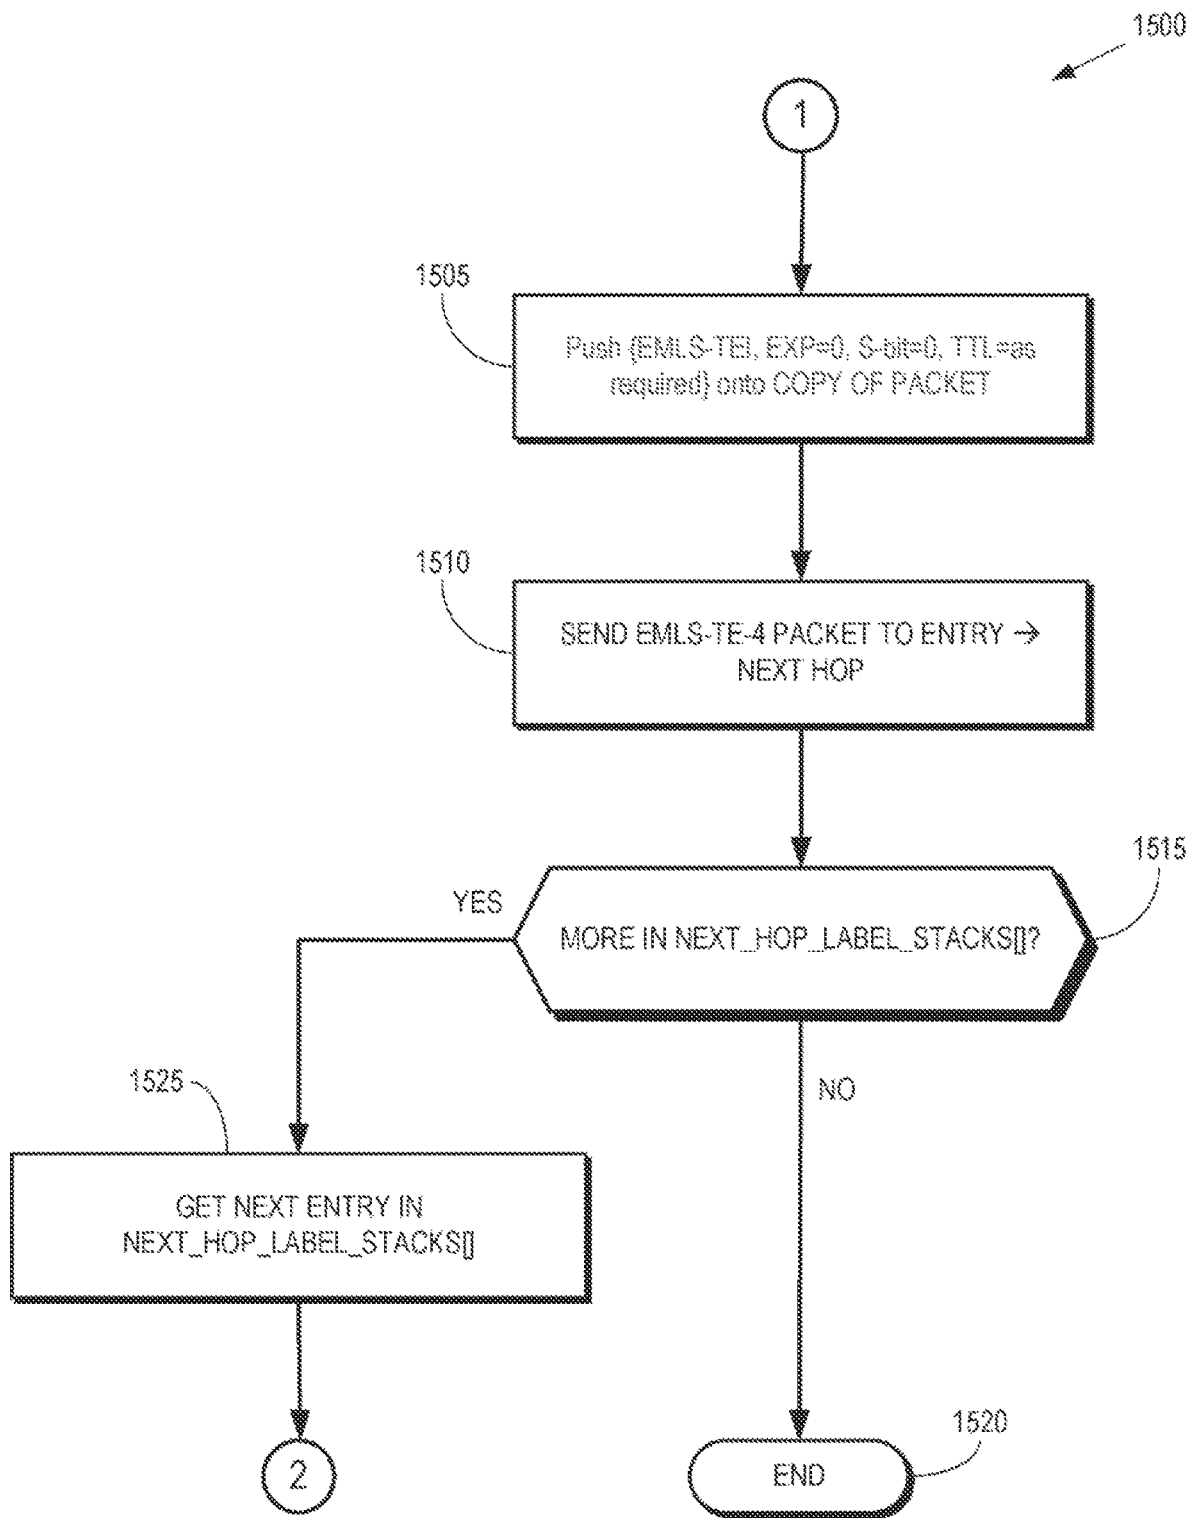 1500
1
1505
Push {EMLS-TEI, EXP=0, S-bit=0, TTL=as
required} onto COPY OF PACKET
1510
SEND EMLS-TE-4 PACKET TO ENTRY →
NEXT HOP
1515
YES
MORE IN NEXT_HOP_LABEL_STACKS[]?
1525
NO
GET NEXT ENTRY IN
NEXT_HOP_LABEL_STACKS[]
1520
2
END